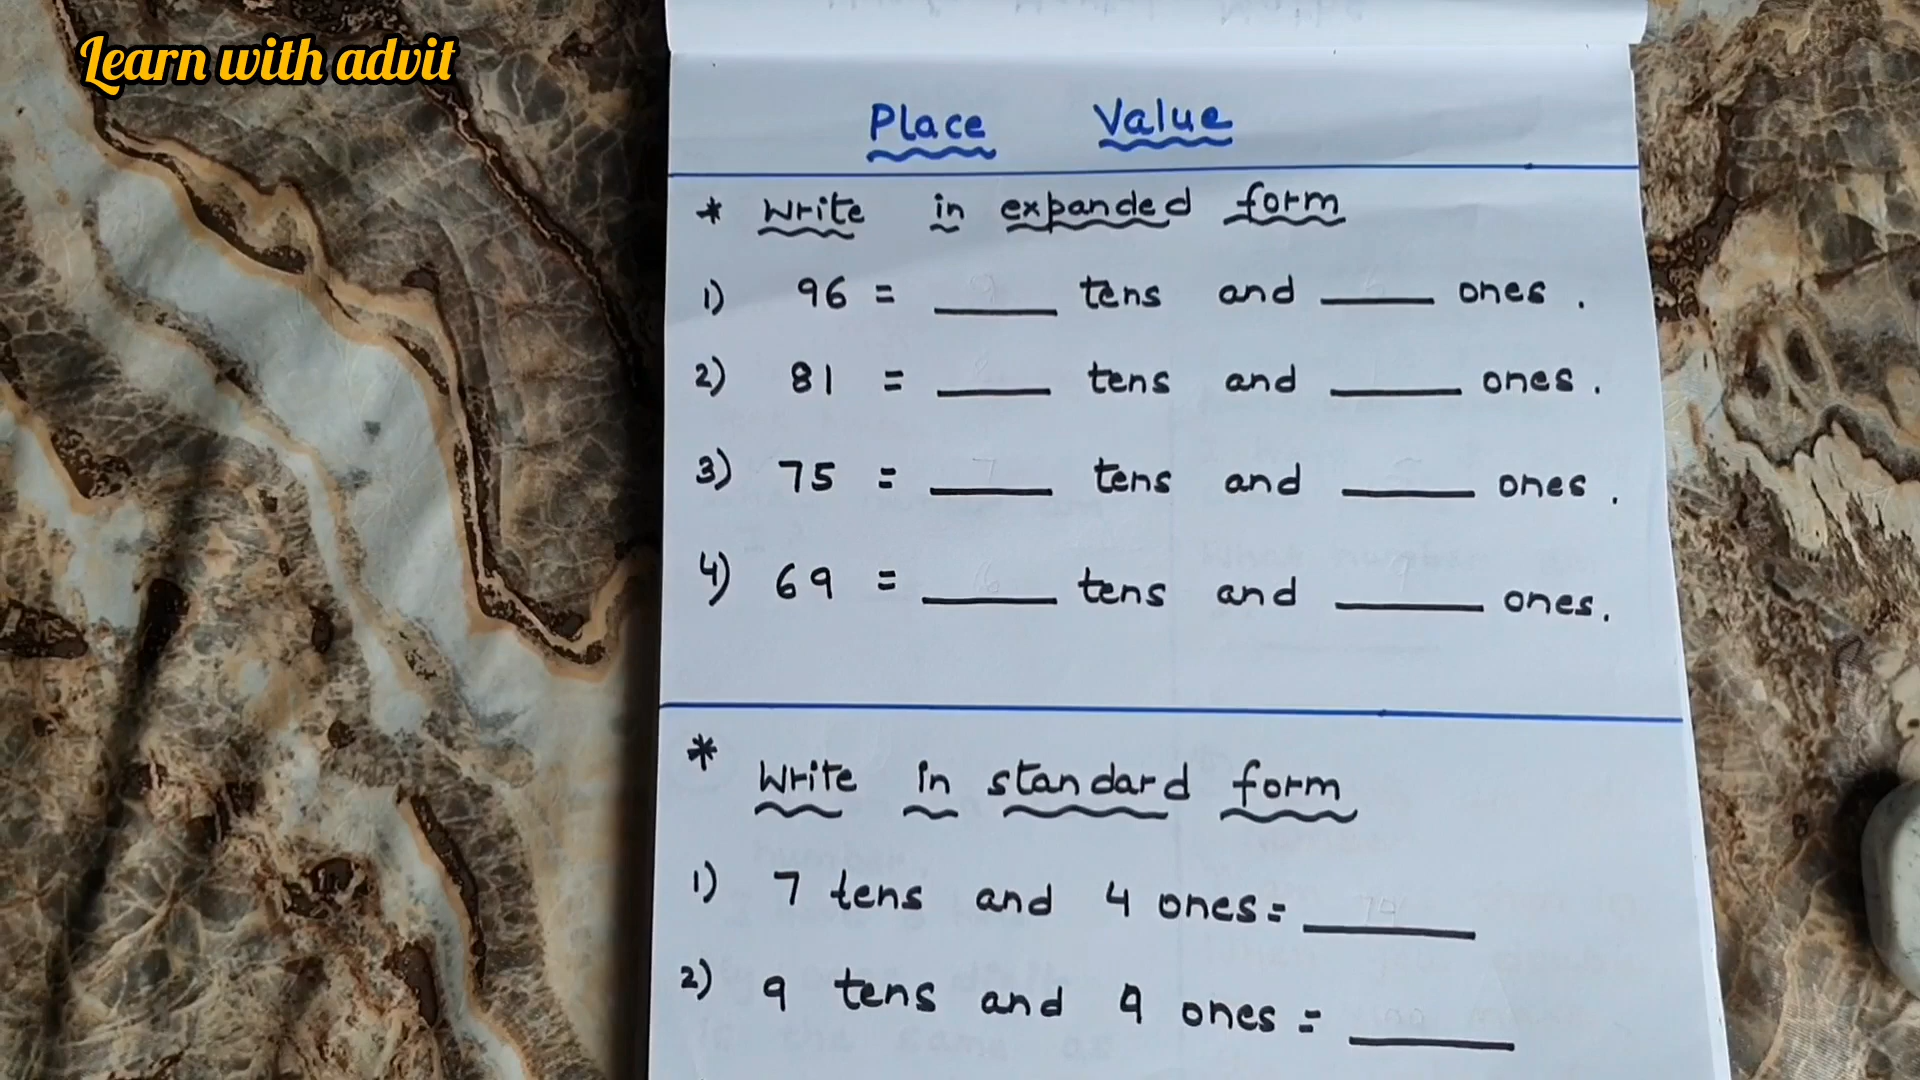 Learn with advit
Place Value
* Write in expanded form
1) 96 = ____ tens and ____ ones.
2) 81 = ____ tens and ____ ones.
3) 75 = ____ tens and ____ ones.
4) 69 = ____ tens and ____ ones.
* Write in standard form
1) 7 tens and 4 ones = ____
2) 9 tens and 9 ones = ____